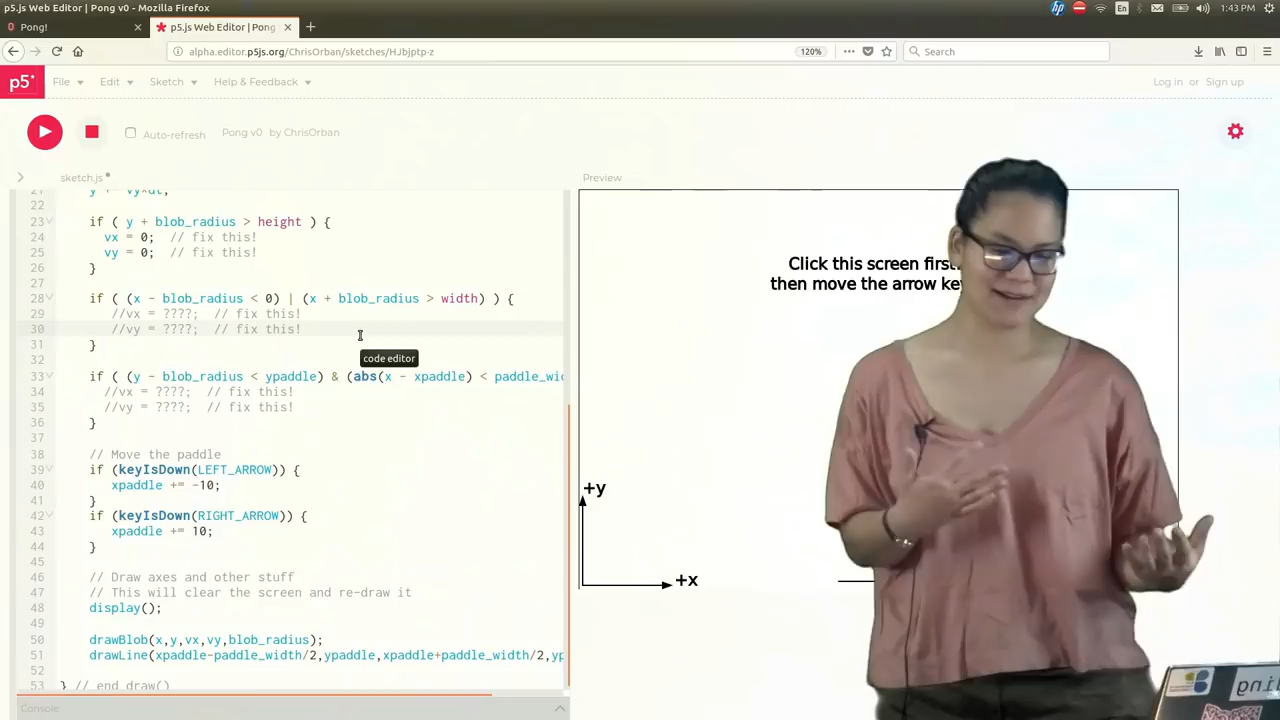 p5.js Web Editor | Pong v0 - Mozilla Firefox
hp En 1:43 PM
Pong! × p5.js Web Editor | Pong × +
alpha.editor.p5js.org/ChrisOrban/sketches/HJbjptp-z 120% Search
p5* File Edit Sketch Help & Feedback Log in or Sign up
Auto-refresh Pong v0 by ChrisOrban
sketch.js Preview
21
22
23 if ( y + blob_radius > height ) {
24 vx = 0; // fix this!
25 vy = 0; // fix this!
26 }
27
28 if ( (x - blob_radius < 0) | (x + blob_radius > width) ) {
29 //vx = ????; // fix this!
30 //vy = ????; // fix this!
31 }
32
33 if ( (y - blob_radius < ypaddle) & (abs(x - xpaddle) <
34 //vx = ????; // fix this!
35 //vy = ????; // fix this!
36 }
37
38 // Move the paddle
39 if (keyIsDown(LEFT_ARROW)) {
40 xpaddle += -10;
41 }
42 if (keyIsDown(RIGHT_ARROW)) {
43 xpaddle += 10;
44 }
45
46 // Draw axes and other stuff
47 // This will clear the screen and re-draw it
48 display();
49
50 drawBlob(x,y,vx,vy,blob_radius);
51 drawLine(xpaddle-paddle_width/2,ypaddle,xpaddle+paddle_width/2,
52
53 } // end draw()
code editor
Console
Click this screen first
then move the arrow
+y
+x